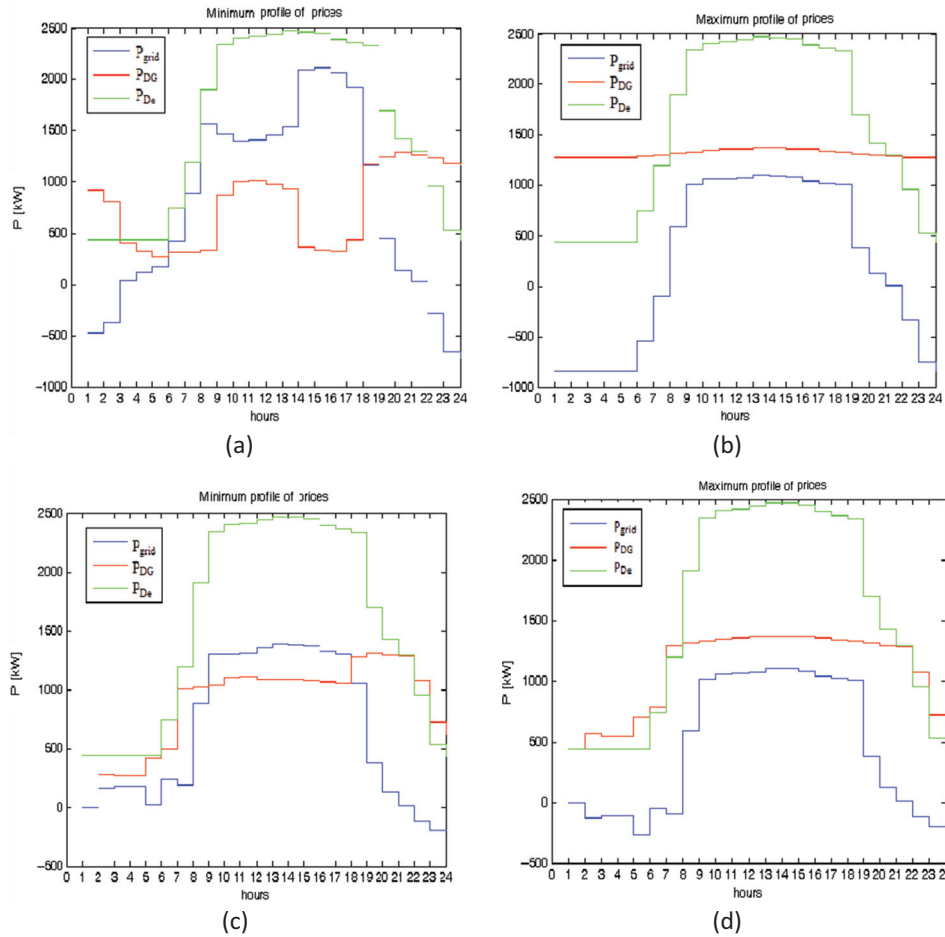 Minimum profile of prices
2500
2000
1500
1000
500
0
−500
−1000
P [kW]
P_grid
P_DG
P_De
0 1 2 3 4 5 6 7 8 9 10 11 12 13 14 15 16 17 18 19 20 21 22 23 24
hours
(a)
Maximum profile of prices
2500
2000
1500
1000
500
0
−500
−1000
P_grid
P_DG
P_De
0 1 2 3 4 5 6 7 8 9 10 11 12 13 14 15 16 17 18 19 20 21 22 23 24
hours
(b)
Minimum profile of prices
2500
2000
1500
1000
500
0
−500
P [kW]
P_grid
P_DG
P_De
0 1 2 3 4 5 6 7 8 9 10 11 12 13 14 15 16 17 18 19 20 21 22 23 24
hours
(c)
Maximum profile of prices
2500
2000
1500
1000
500
0
−500
P [kW]
P_grid
P_DG
P_De
0 1 2 3 4 5 6 7 8 9 10 11 12 13 14 15 16 17 18 19 20 21 22 23 2
hours
(d)